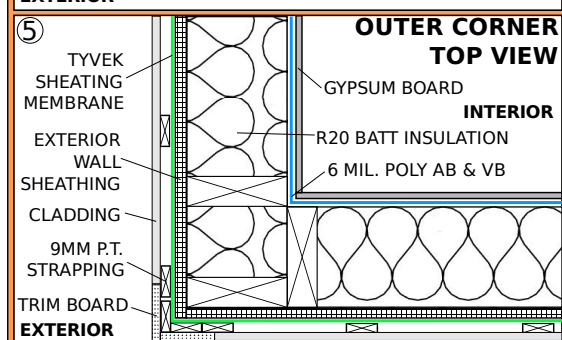 EXTERIOR
5
OUTER CORNER
TOP VIEW
TYVEK
SHEATING
MEMBRANE
EXTERIOR
WALL
SHEATHING
CLADDING
9MM P.T.
STRAPPING
TRIM BOARD
EXTERIOR
GYPSUM BOARD
INTERIOR
R20 BATT INSULATION
6 MIL. POLY AB & VB